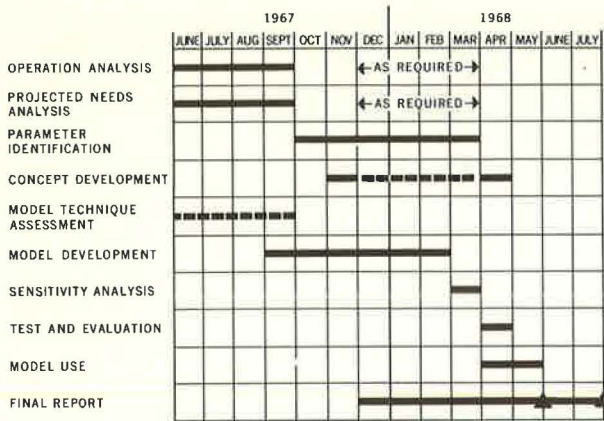 1967 1968
JUNE JULY AUG SEPT OCT NOV DEC JAN FEB MAR APR MAY JUNE JULY
OPERATION ANALYSIS AS REQUIRED
PROJECTED NEEDS
ANALYSIS AS REQUIRED
PARAMETER
IDENTIFICATION
CONCEPT DEVELOPMENT
MODEL TECHNIQUE
ASSESSMENT
MODEL DEVELOPMENT
SENSITIVITY ANALYSIS
TEST AND EVALUATION
MODEL USE
FINAL REPORT